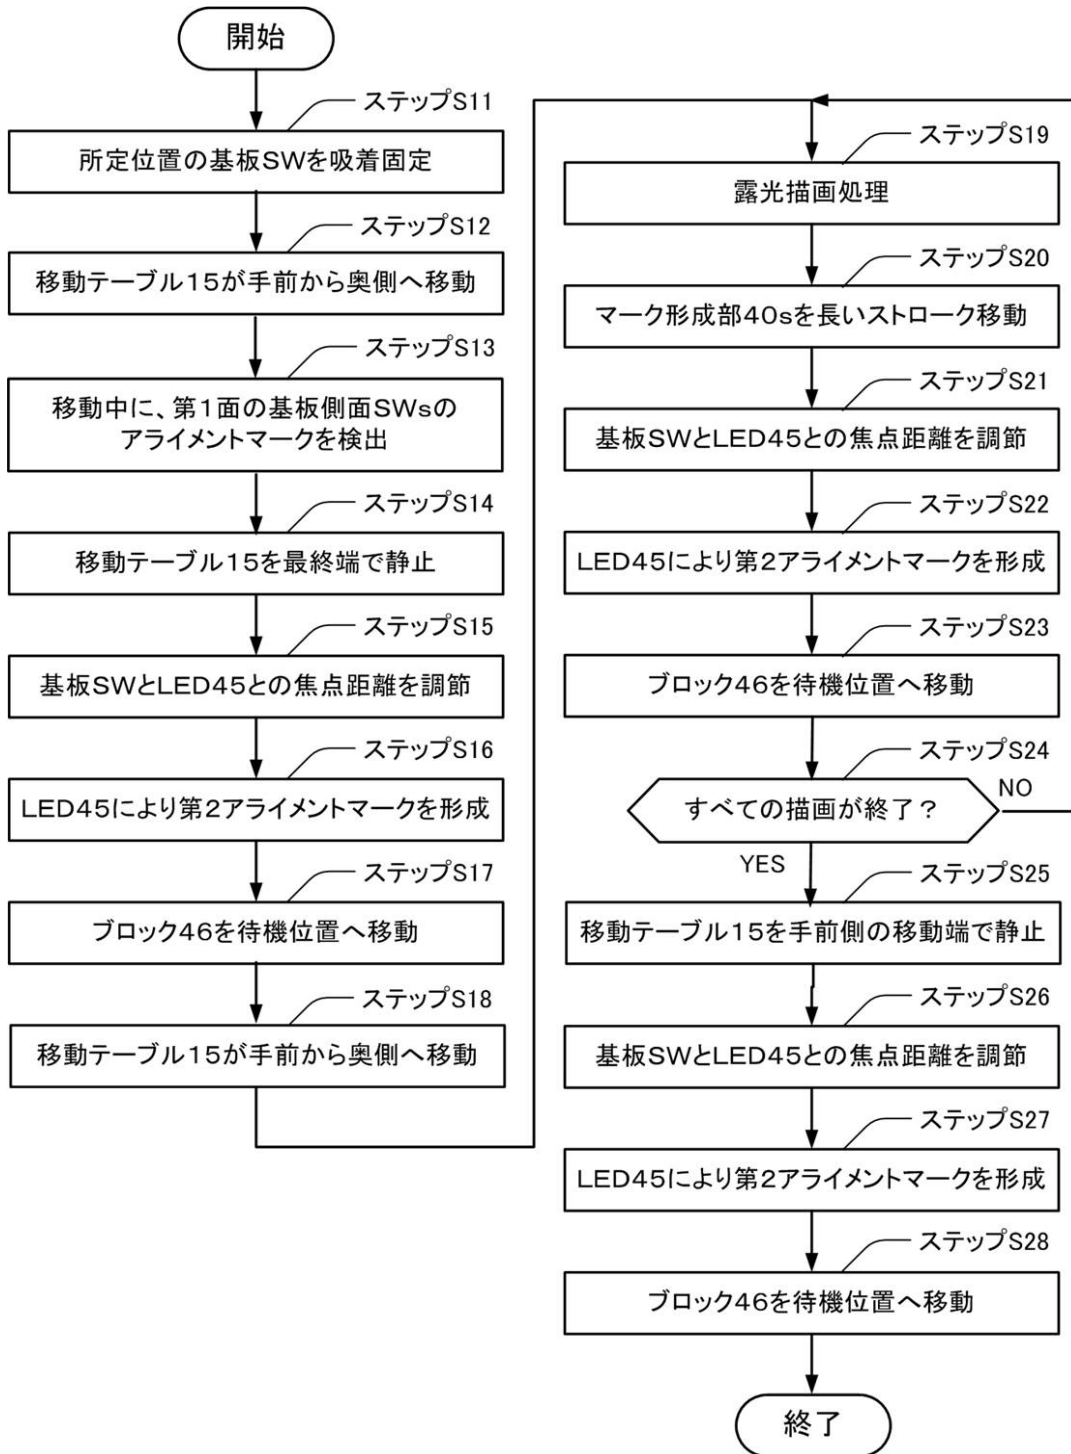 開始
ステップS11
所定位置の基板SWを吸着固定
ステップS12
移動テーブル15が手前から奥側へ移動
ステップS13
移動中に、第1面の基板側面SWsの
アライメントマークを検出
ステップS14
移動テーブル15を最終端で静止
ステップS15
基板SWとLED45との焦点距離を調節
ステップS16
LED45により第2アライメントマークを形成
ステップS17
ブロック46を待機位置へ移動
ステップS18
移動テーブル15が手前から奥側へ移動
ステップS19
露光描画処理
ステップS20
マーク形成部40sを長いストローク移動
ステップS21
基板SWとLED45との焦点距離を調節
ステップS22
LED45により第2アライメントマークを形成
ステップS23
ブロック46を待機位置へ移動
ステップS24
すべての描画が終了?
NO
YES
ステップS25
移動テーブル15を手前側の移動端で静止
ステップS26
基板SWとLED45との焦点距離を調節
ステップS27
LED45により第2アライメントマークを形成
ステップS28
ブロック46を待機位置へ移動
終了